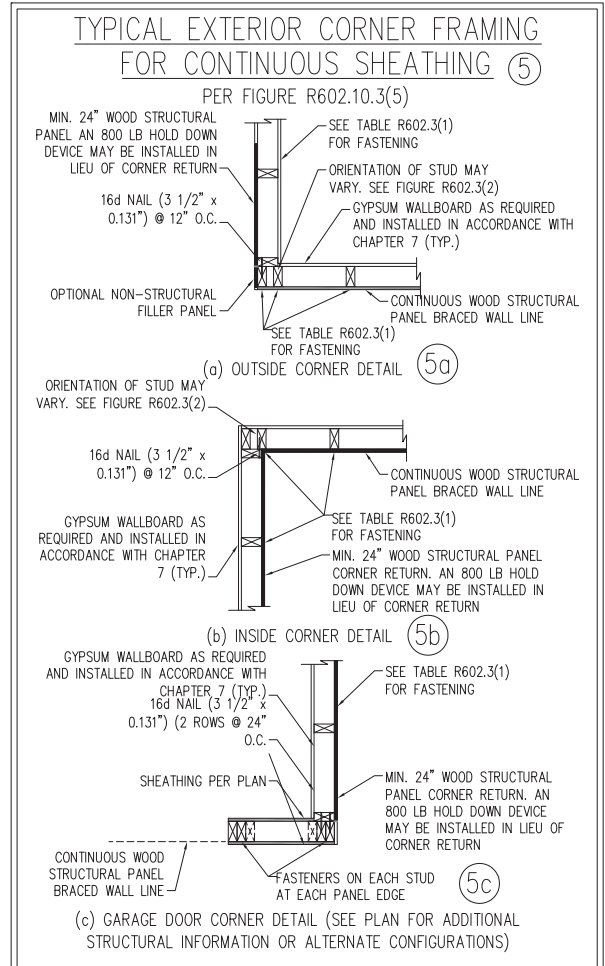 TYPICAL EXTERIOR CORNER FRAMING
FOR CONTINUOUS SHEATHING 5
PER FIGURE R602.10.3(5)
MIN. 24" WOOD STRUCTURAL
PANEL AN 800 LB HOLD DOWN
DEVICE MAY BE INSTALLED IN
LIEU OF CORNER RETURN
16d NAIL (3 1/2" x
0.131") @ 12" O.C.
OPTIONAL NON-STRUCTURAL
FILLER PANEL
SEE TABLE R602.3(1)
FOR FASTENING
ORIENTATION OF STUD MAY
VARY. SEE FIGURE R602.3(2)
GYPSUM WALLBOARD AS REQUIRED
AND INSTALLED IN ACCORDANCE WITH
CHAPTER 7 (TYP.)
CONTINUOUS WOOD STRUCTURAL
PANEL BRACED WALL LINE
SEE TABLE R602.3(1)
FOR FASTENING
(a) OUTSIDE CORNER DETAIL 5a
ORIENTATION OF STUD MAY
VARY. SEE FIGURE R602.3(2)
16d NAIL (3 1/2" x
0.131") @ 12" O.C.
GYPSUM WALLBOARD AS
REQUIRED AND INSTALLED IN
ACCORDANCE WITH CHAPTER
7 (TYP.)
CONTINUOUS WOOD STRUCTURAL
PANEL BRACED WALL LINE
SEE TABLE R602.3(1)
FOR FASTENING
MIN. 24" WOOD STRUCTURAL PANEL
CORNER RETURN. AN 800 LB HOLD
DOWN DEVICE MAY BE INSTALLED IN
LIEU OF CORNER RETURN
(b) INSIDE CORNER DETAIL 5b
GYPSUM WALLBOARD AS REQUIRED
AND INSTALLED IN ACCORDANCE WITH
CHAPTER 7 (TYP.)
16d NAIL (3 1/2" x
0.131") (2 ROWS @ 24"
O.C.
SHEATHING PER PLAN
CONTINUOUS WOOD
STRUCTURAL PANEL
BRACED WALL LINE
SEE TABLE R602.3(1)
FOR FASTENING
MIN. 24" WOOD STRUCTURAL
PANEL CORNER RETURN. AN
800 LB HOLD DOWN DEVICE
MAY BE INSTALLED IN LIEU OF
CORNER RETURN
FASTENERS ON EACH STUD
AT EACH PANEL EDGE
5c
(c) GARAGE DOOR CORNER DETAIL (SEE PLAN FOR ADDITIONAL
STRUCTURAL INFORMATION OR ALTERNATE CONFIGURATIONS)